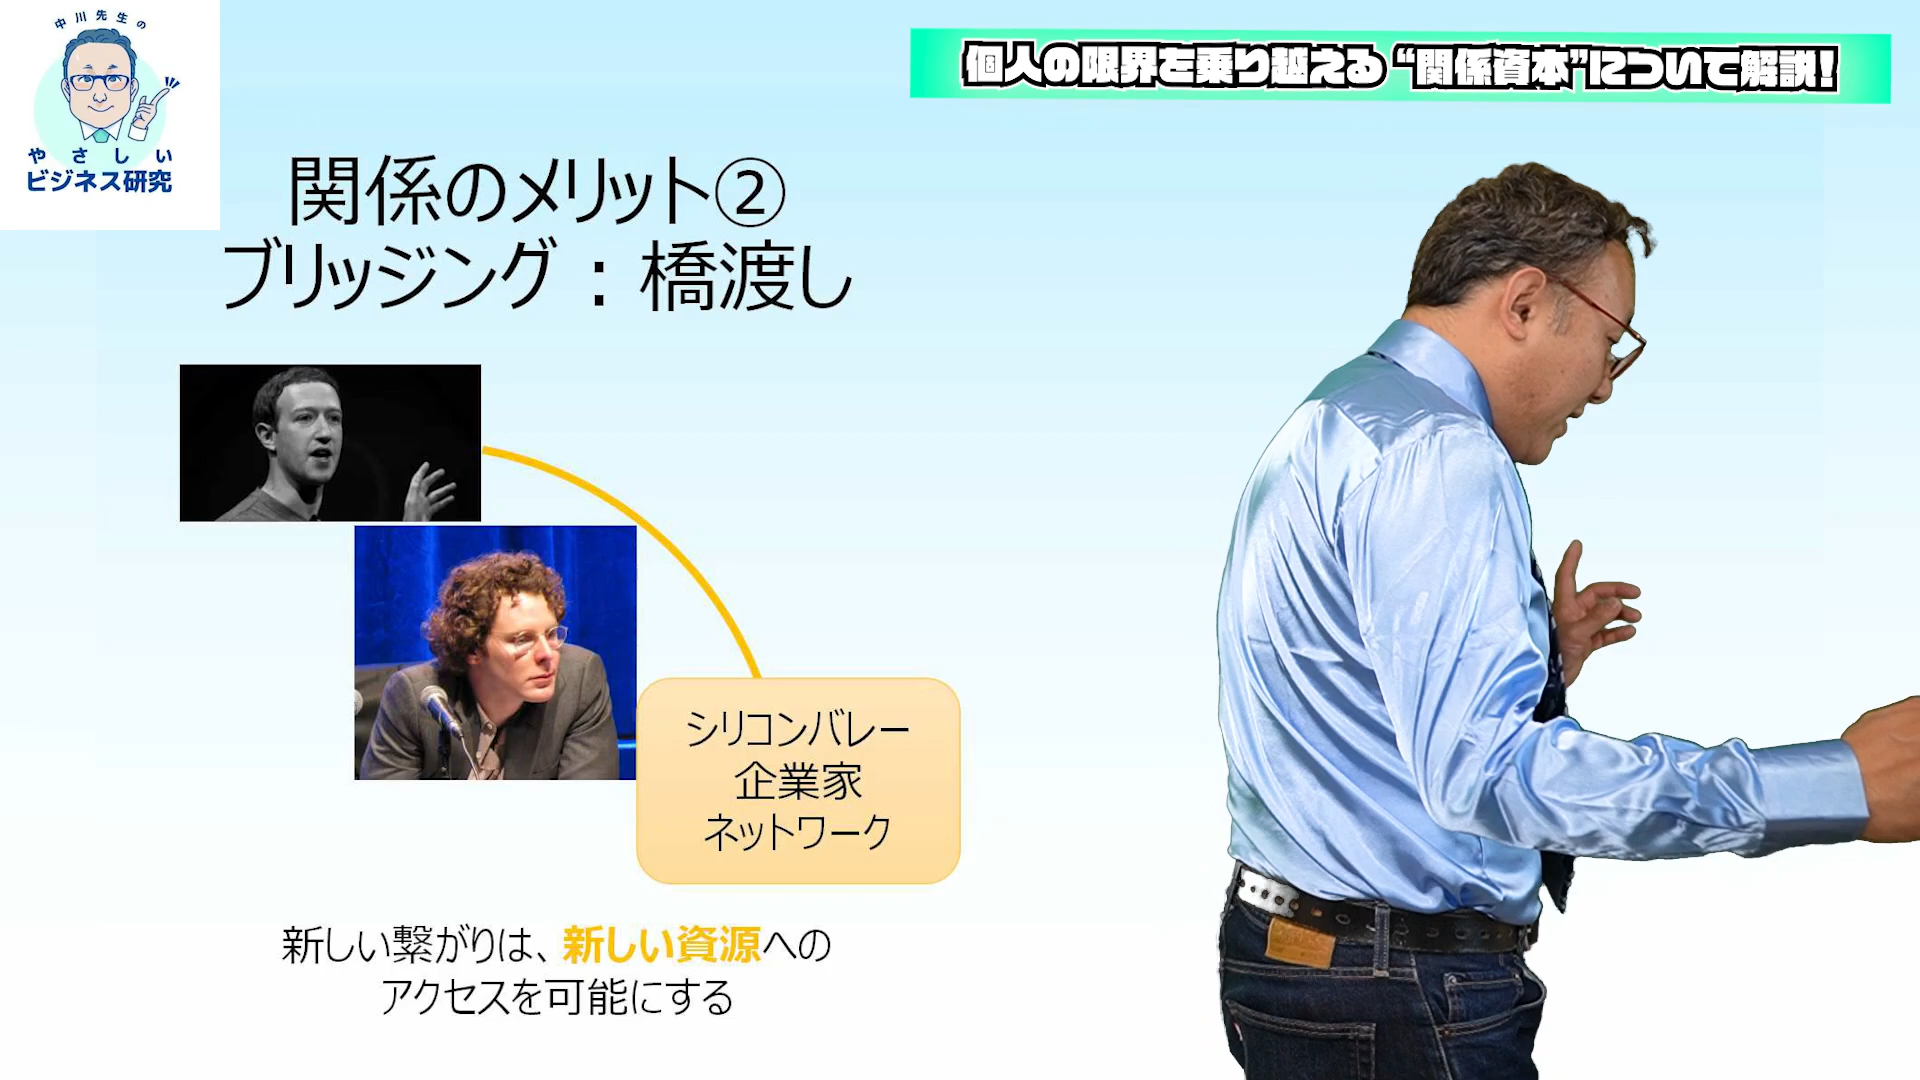 中川先生の
やさしい
ビジネス研究
個人の限界を乗り越える“関係資本”について解説!
関係のメリット②
ブリッジング：橋渡し
シリコンバレー
企業家
ネットワーク
新しい繋がりは、新しい資源への
アクセスを可能にする